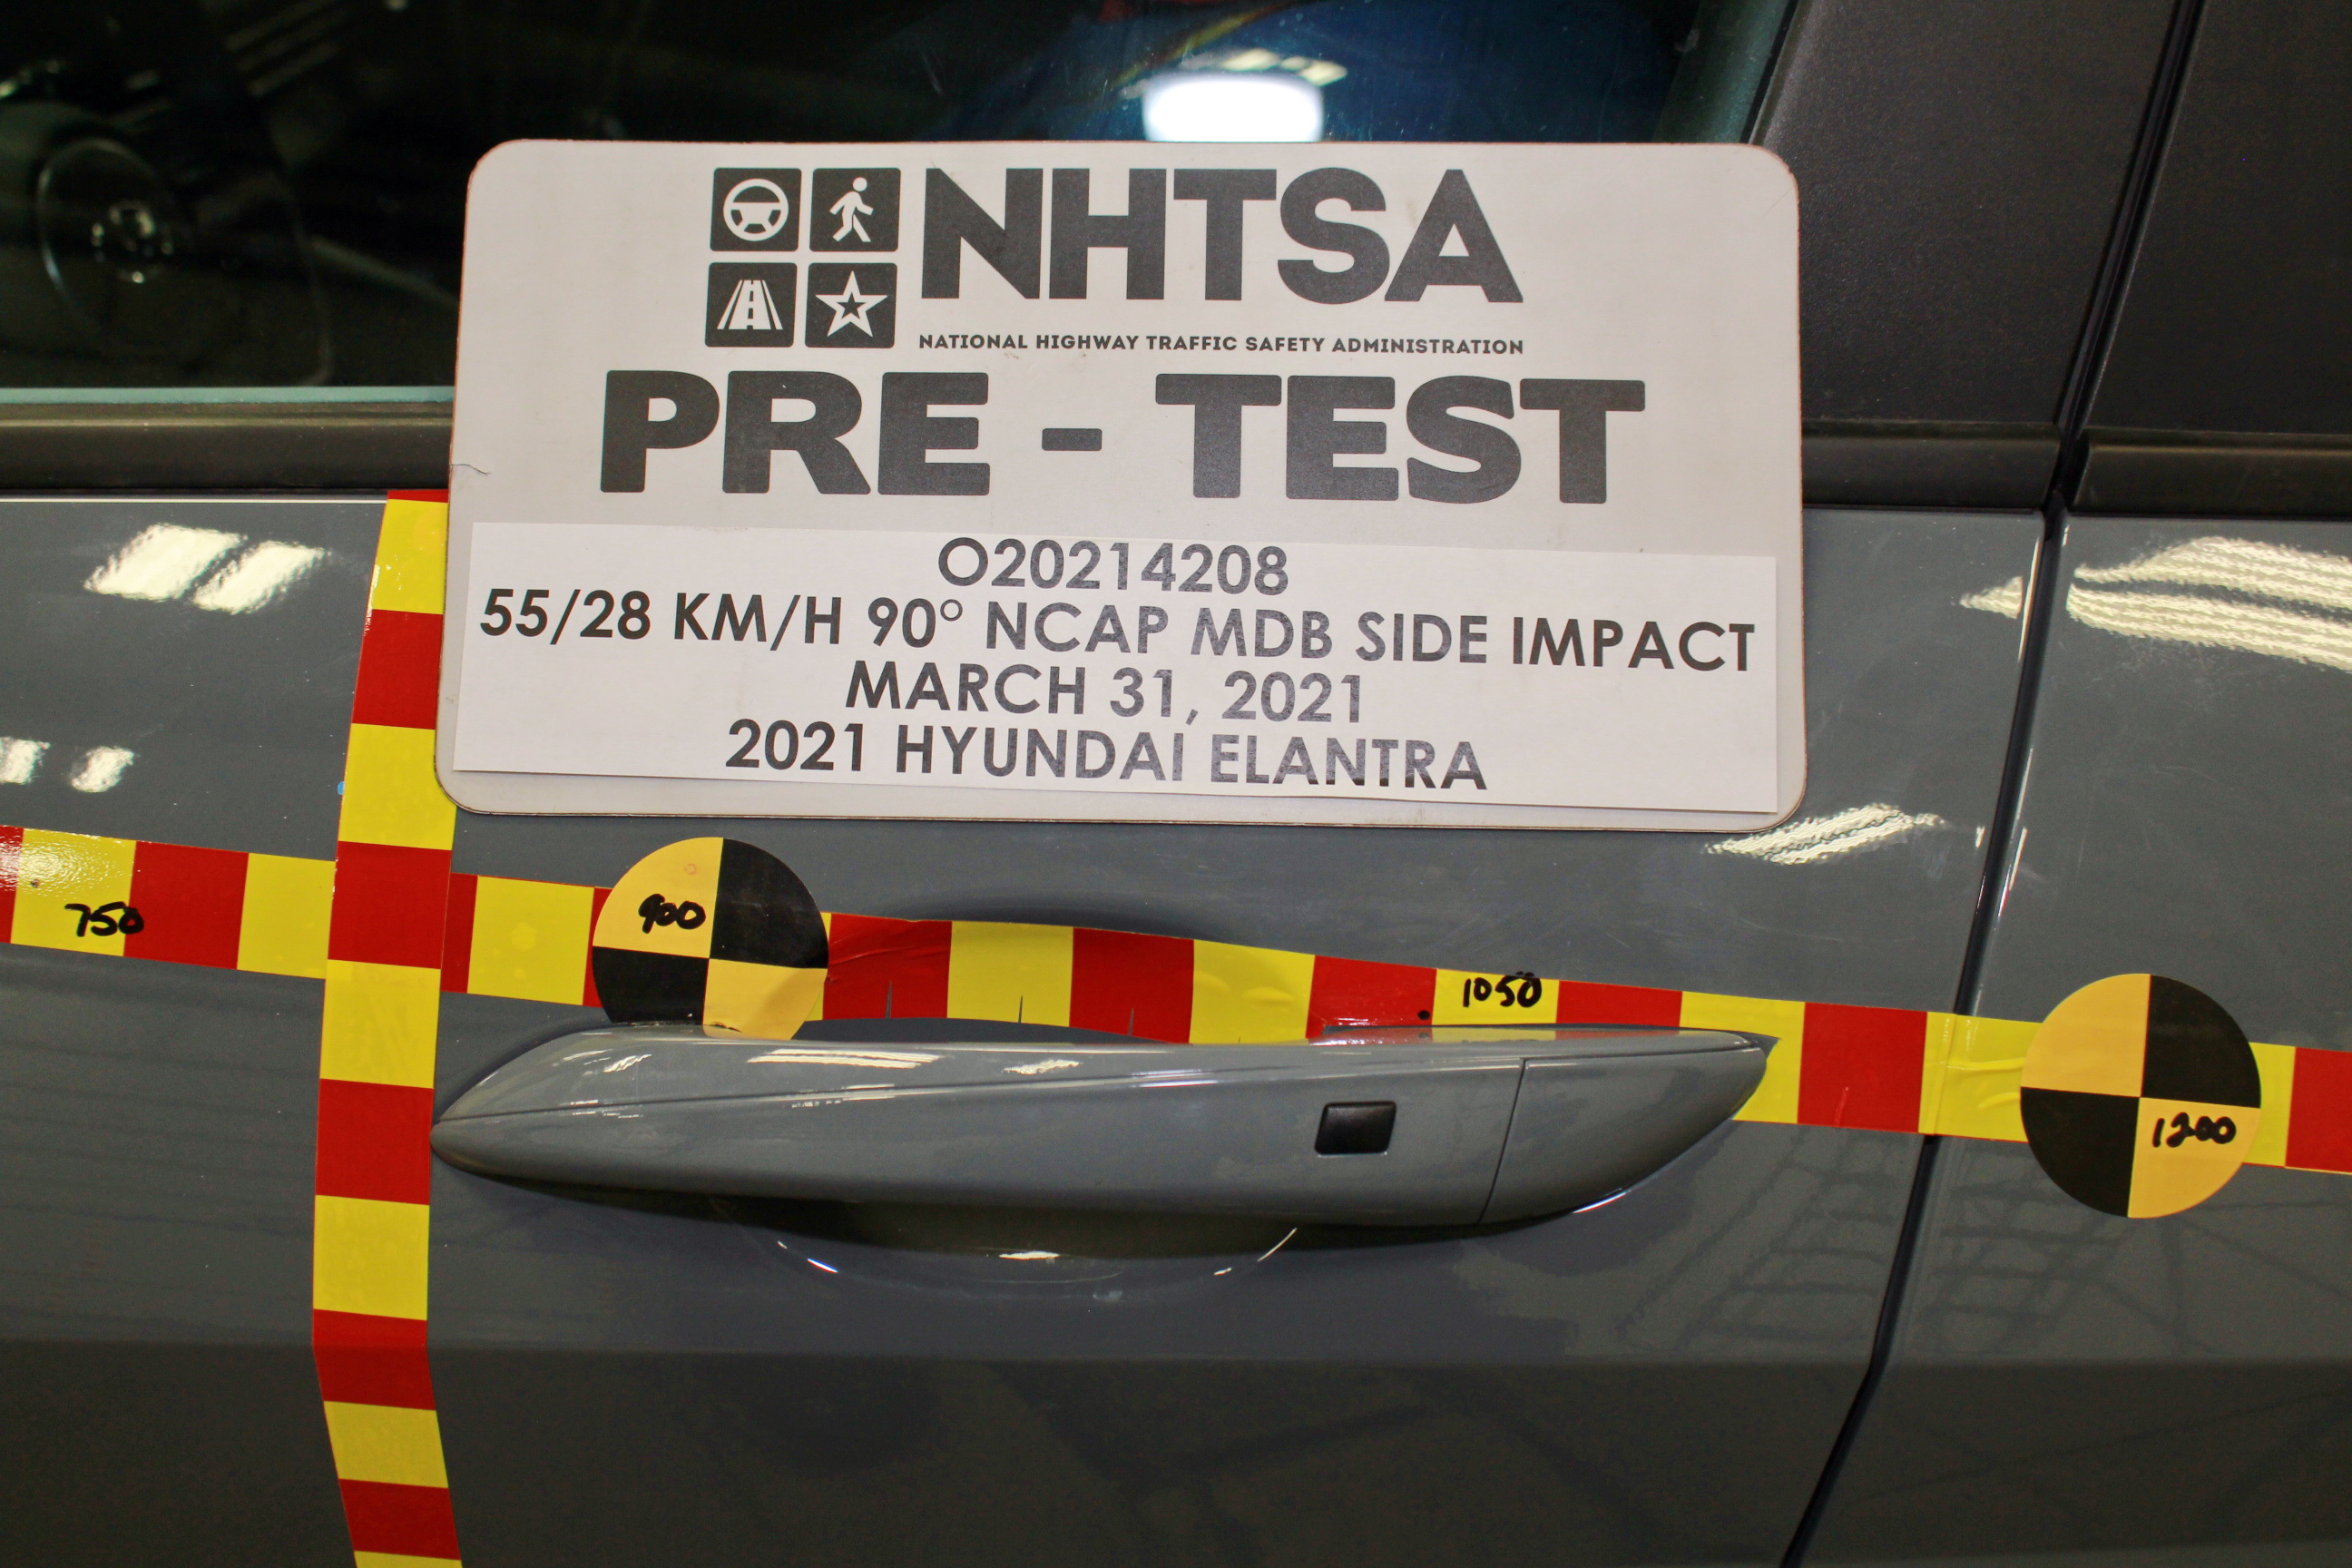 NHTSA
NATIONAL HIGHWAY TRAFFIC SAFETY ADMINISTRATION
PRE - TEST
O20214208
55/28 KM/H 90° NCAP MDB SIDE IMPACT
MARCH 31, 2021
2021 HYUNDAI ELANTRA
750
900
1050
1200